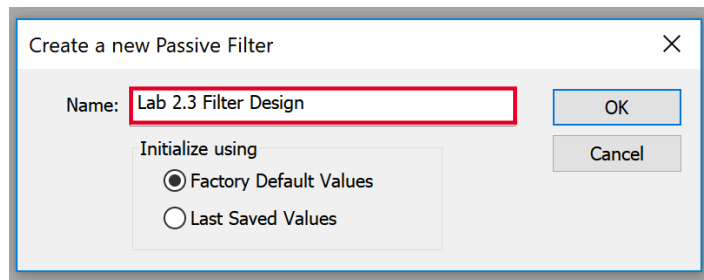 Create a new Passive Filter
Name: Lab 2.3 Filter Design
OK
Initialize using
Cancel
Factory Default Values
Last Saved Values